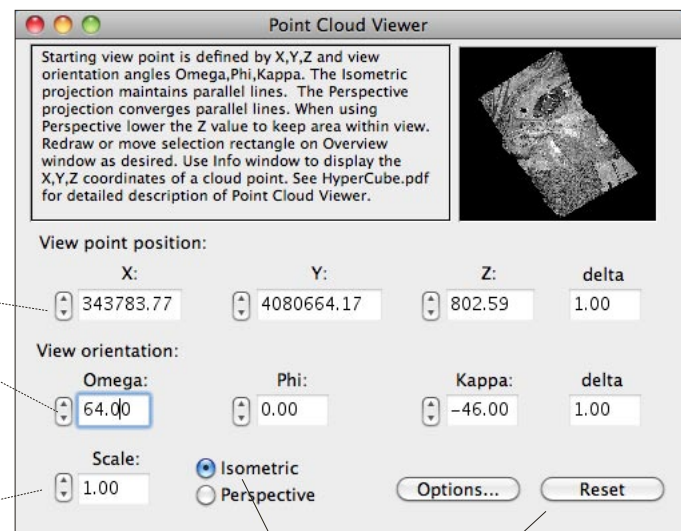 Point Cloud Viewer
Starting view point is defined by X,Y,Z and view
orientation angles Omega,Phi,Kappa. The Isometric
projection maintains parallel lines.  The Perspective
projection converges parallel lines. When using
Perspective lower the Z value to keep area within view.
Redraw or move selection rectangle on Overview
window as desired. Use Info window to display the
X,Y,Z coordinates of a cloud point. See HyperCube.pdf
for detailed description of Point Cloud Viewer.
View point position:
X: Y: Z: delta
343783.77 4080664.17 802.59 1.00
View orientation:
Omega: Phi: Kappa: delta
64.00 0.00 -46.00 1.00
Scale:
1.00
Isometric
Perspective
Options... Reset